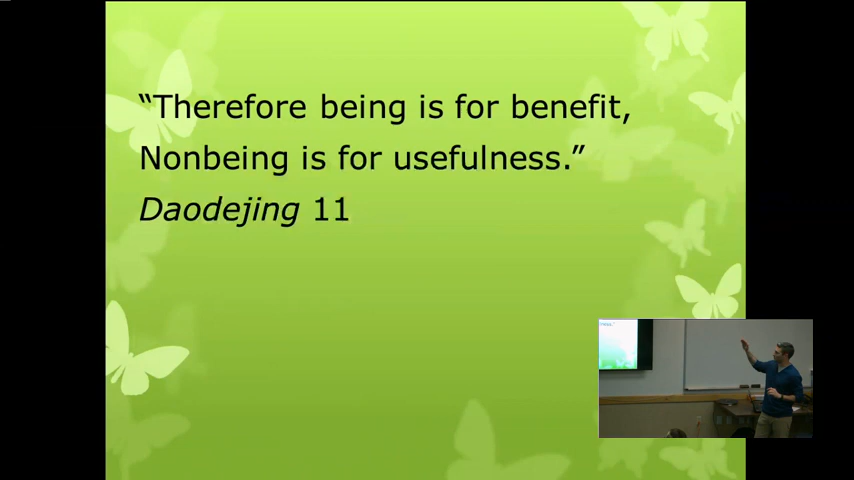 “Therefore being is for benefit,
Nonbeing is for usefulness.”
Daodejing 11